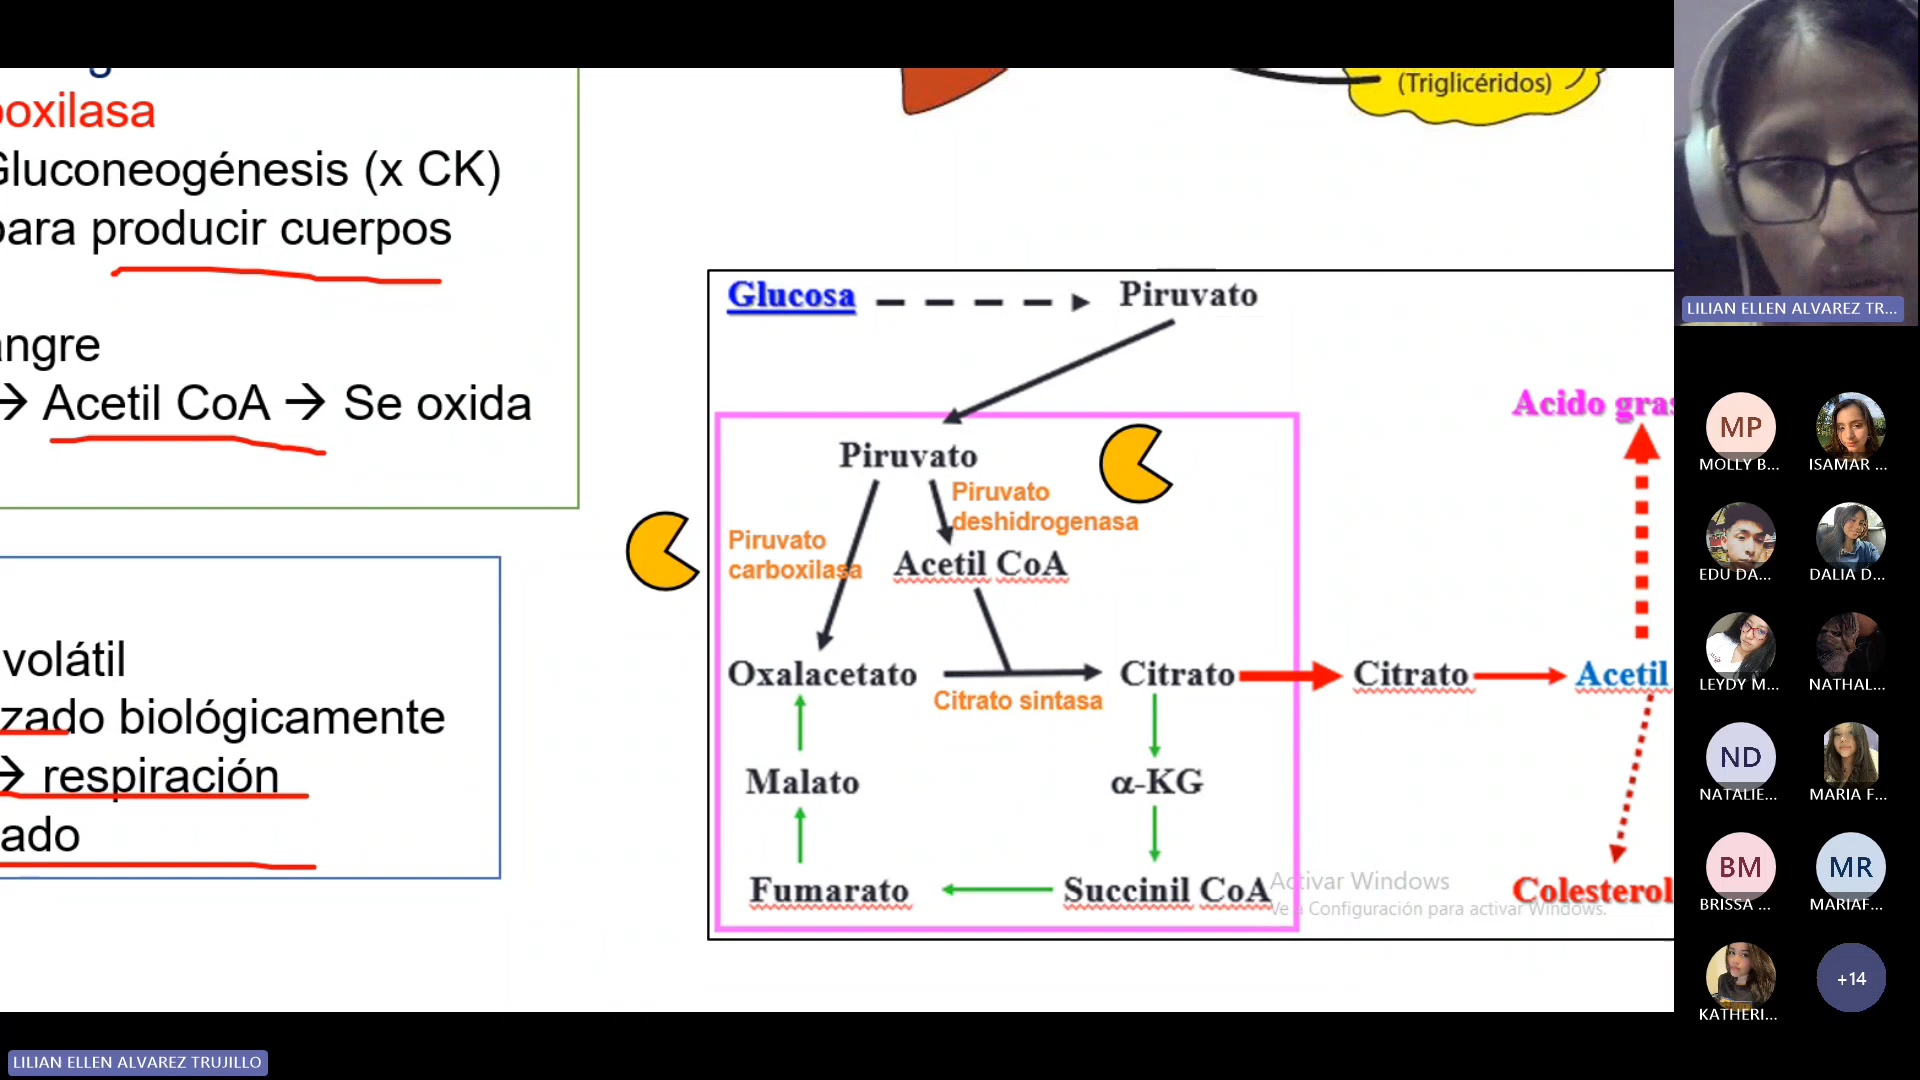 boxilasa
Gluconeogénesis (x CK)
para producir cuerpos
angre
→ Acetil CoA → Se oxida
volátil
zado biológicamente
→ respiración
ado
(Triglicéridos)
Glucosa
Piruvato
Piruvato
Piruvato
deshidrogenasa
Piruvato
carboxilasa
Acetil CoA
Oxalacetato
Citrato
Citrato
Acetil
Citrato sintasa
Malato
α-KG
Fumarato
Succinil CoA
Acido gras
Colesterol
Activar Windows
Ve a Configuración para activar Windows.
LILIAN ELLEN ALVAREZ TR...
MP
MOLLY B...
ISAMAR ...
EDU DA...
DALIA D...
LEYDY M...
NATHAL...
ND
NATALIE...
MARIA F...
BM
BRISSA ...
MR
MARIAF...
KATHERI...
+14
LILIAN ELLEN ALVAREZ TRUJILLO